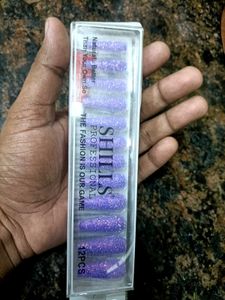 SHILLS
PROFESSIONAL
THE FASHION IS OUR GAME
12PCS